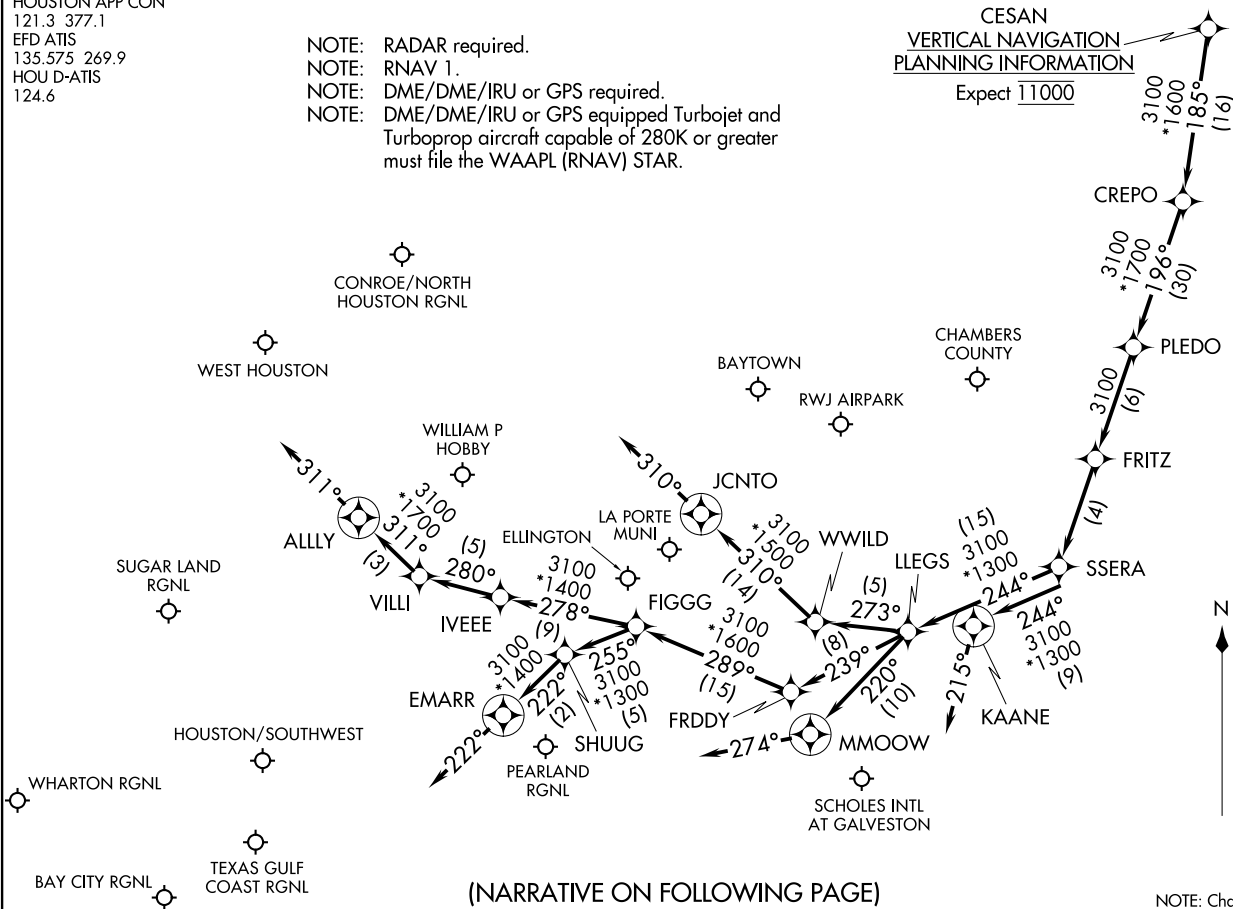 HOUSTON APP CON
121.3 377.1
EFD ATIS
135.575 269.9
HOU D-ATIS
124.6
NOTE: RADAR required.
NOTE: RNAV 1.
NOTE: DME/DME/IRU or GPS required.
NOTE: DME/DME/IRU or GPS equipped Turbojet and
Turboprop aircraft capable of 280K or greater
must file the WAAPL (RNAV) STAR.
CESAN
VERTICAL NAVIGATION
PLANNING INFORMATION
Expect 11000
3100
*1600
185°
(16)
CREPO
3100
*1700
196°
(30)
PLEDO
3100
(6)
FRITZ
(4)
SSERA
CONROE/NORTH
HOUSTON RGNL
WEST HOUSTON
BAYTOWN
CHAMBERS
COUNTY
RWJ AIRPARK
WILLIAM P
HOBBY
311°
ALLLY
3100
*1700
311°
(3)
VILLI
(5)
280°
IVEEE
ELLINGTON
LA PORTE
MUNI
310°
JCNTO
3100
*1500
310°
(14)
WWILD
(5)
273°
LLEGS
(15)
3100
*1300
244°
244°
3100
*1300
(9)
KAANE
215°
SUGAR LAND
RGNL
3100
*1400
278°
(9)
FIGGG
3100
*1600
289°
(15)
(8)
239°
220°
(10)
FRDDY
MMOOW
274°
255°
3100
*1300
(5)
SHUUG
3100
*1400
222°
(2)
EMARR
222°
PEARLAND
RGNL
HOUSTON/SOUTHWEST
WHARTON RGNL
SCHOLES INTL
AT GALVESTON
TEXAS GULF
COAST RGNL
BAY CITY RGNL
N
(NARRATIVE ON FOLLOWING PAGE)
NOTE: Cha